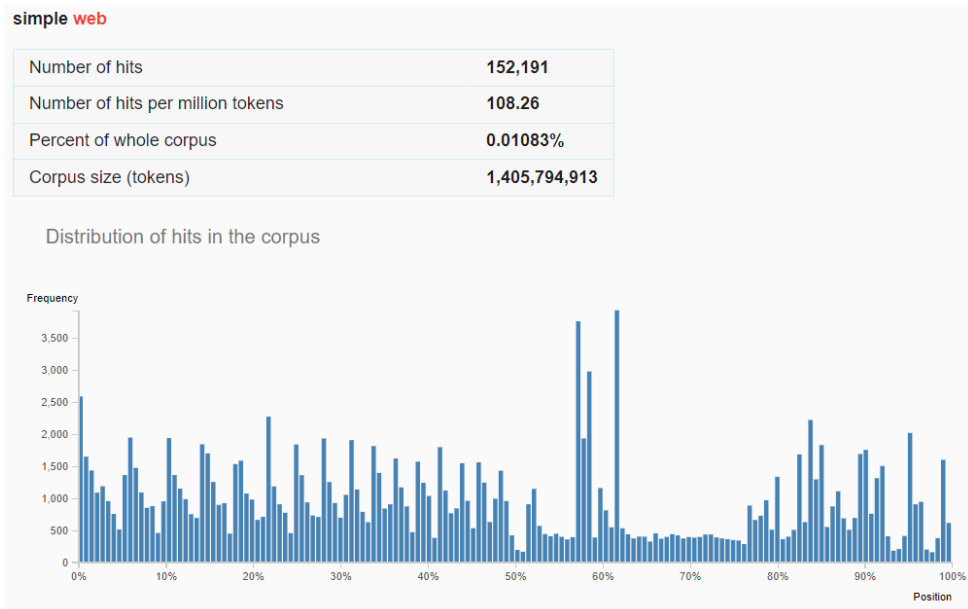 simple web
Number of hits 152,191
Number of hits per million tokens 108.26
Percent of whole corpus 0.01083%
Corpus size (tokens) 1,405,794,913
Distribution of hits in the corpus
Frequency
3,500
3,000
2,500
2,000
1,500
1,000
500
0
0% 10% 20% 30% 40% 50% 60% 70% 80% 90% 100%
Position